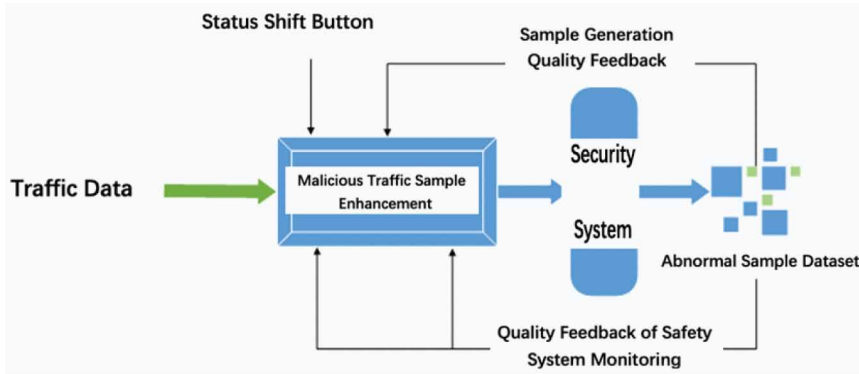 Status Shift Button
Sample Generation
Quality Feedback
Traffic Data
Malicious Traffic Sample
Enhancement
Security
System
Abnormal Sample Dataset
Quality Feedback of Safety
System Monitoring